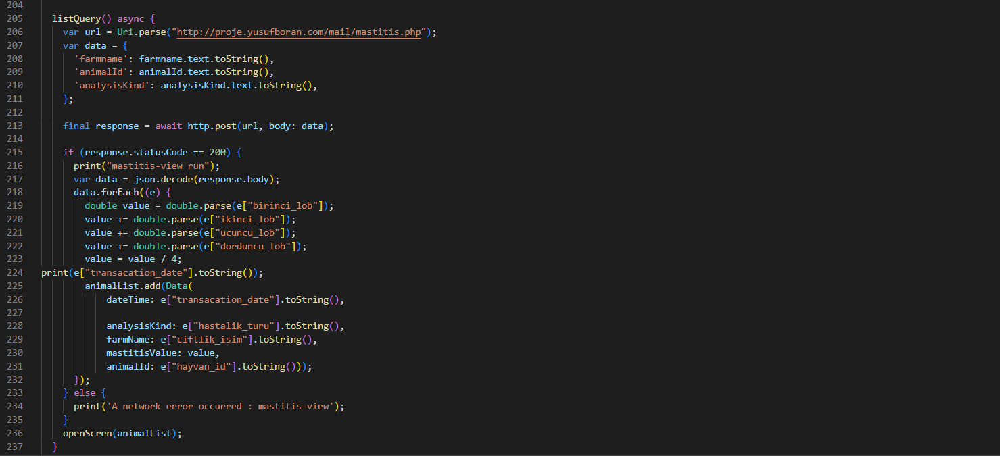 204
205 listQuery() async {
206 var url = Uri.parse("http://proje.yusufboran.com/mail/mastitis.php");
207 var data = {
208 'farmname': farmname.text.toString(),
209 'animalId': animalId.text.toString(),
210 'analysisKind': analysisKind.text.toString(),
211 };
212
213 final response = await http.post(url, body: data);
214
215 if (response.statusCode == 200) {
216 print("mastitis-view run");
217 var data = json.decode(response.body);
218 data.forEach((e) {
219 double value = double.parse(e["birinci_lob"]);
220 value += double.parse(e["ikinci_lob"]);
221 value += double.parse(e["ucuncu_lob"]);
222 value += double.parse(e["dorduncu_lob"]);
223 value = value / 4;
224 print(e["transacation_date"].toString());
225 animalList.add(Data(
226 dateTime: e["transacation_date"].toString(),
227
228 analysisKind: e["hastalik_turu"].toString(),
229 farmName: e["ciftlik_isim"].toString(),
230 mastitisValue: value,
231 animalId: e["hayvan_id"].toString()));
232 });
233 } else {
234 print('A network error occurred : mastitis-view');
235 }
236 openScren(animalList);
237 }